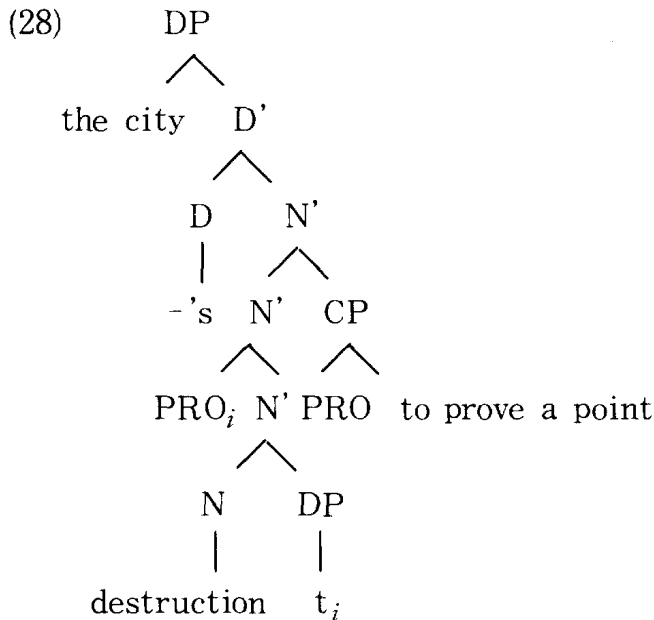 (28) DP
the city D'
D N'
-'s N' CP
PROi N' PRO to prove a point
N DP
destruction ti